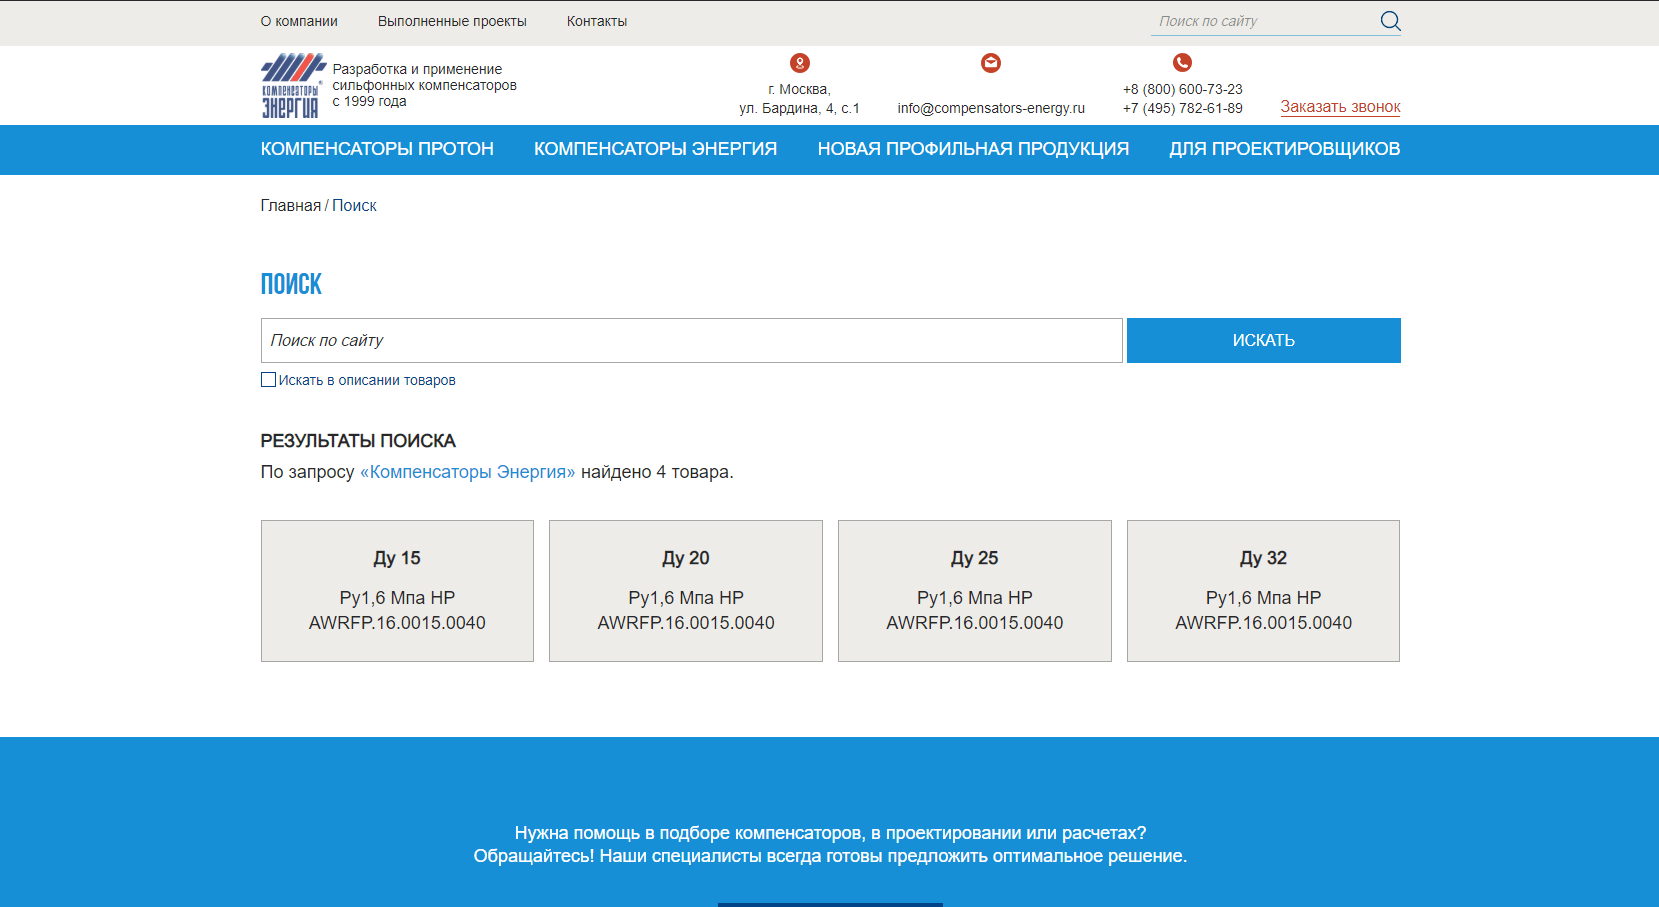 О компании
Выполненные проекты
Контакты
Поиск по сайту
компенсаторы
ЭНЕРГИЯ
Разработка и применение
сильфонных компенсаторов
с 1999 года
г. Москва,
ул. Бардина, 4, с.1
info@compensators-energy.ru
+8 (800) 600-73-23
+7 (495) 782-61-89
Заказать звонок
КОМПЕНСАТОРЫ ПРОТОН
КОМПЕНСАТОРЫ ЭНЕРГИЯ
НОВАЯ ПРОФИЛЬНАЯ ПРОДУКЦИЯ
ДЛЯ ПРОЕКТИРОВЩИКОВ
Главная / Поиск
ПОИСК
Поиск по сайту
ИСКАТЬ
Искать в описании товаров
РЕЗУЛЬТАТЫ ПОИСКА
По запросу «Компенсаторы Энергия» найдено 4 товара.
Ду 15
Ру1,6 Мпа НР
AWRFP.16.0015.0040
Ду 20
Ру1,6 Мпа НР
AWRFP.16.0015.0040
Ду 25
Ру1,6 Мпа НР
AWRFP.16.0015.0040
Ду 32
Ру1,6 Мпа НР
AWRFP.16.0015.0040
Нужна помощь в подборе компенсаторов, в проектировании или расчетах?
Обращайтесь! Наши специалисты всегда готовы предложить оптимальное решение.